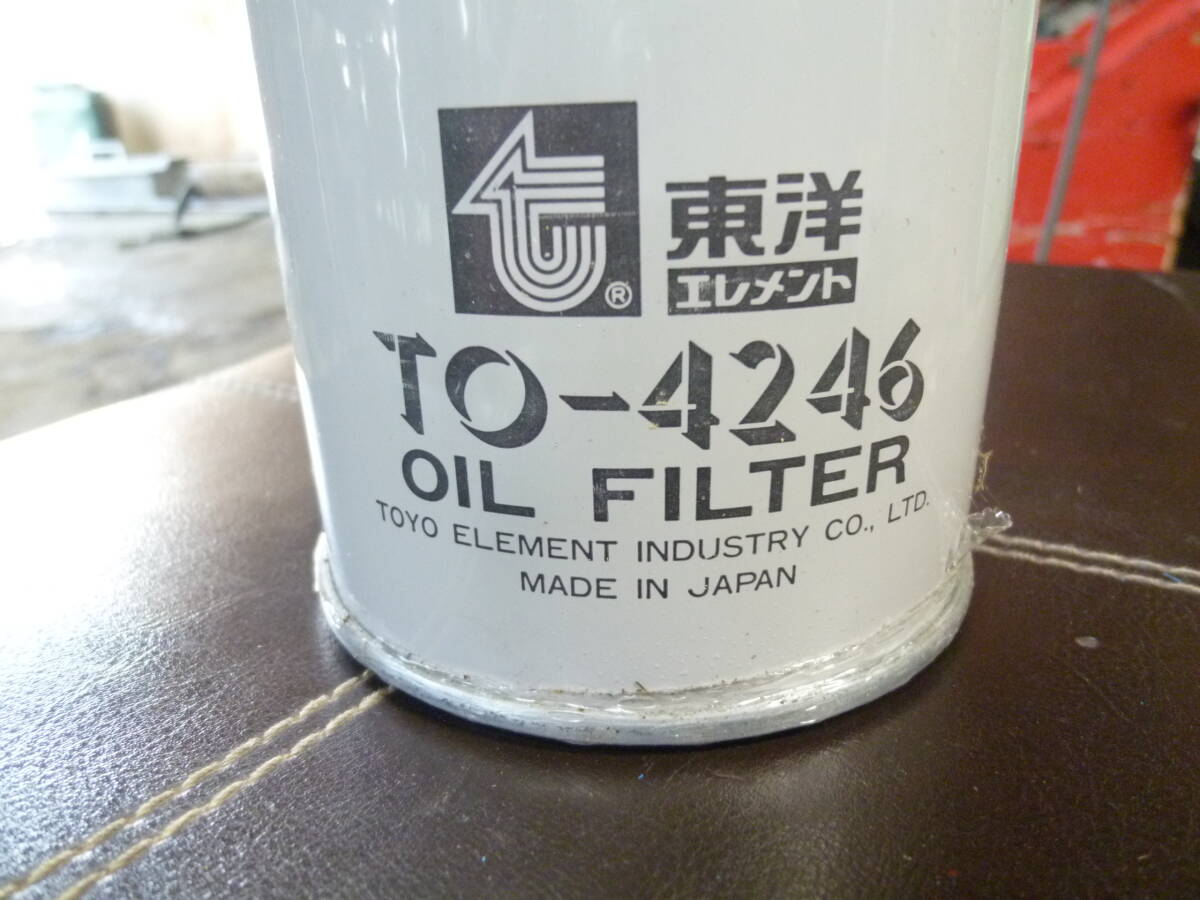 ®
東洋
エレメント
TO-4246
OIL FILTER
TOYO ELEMENT INDUSTRY CO., LTD.
MADE IN JAPAN